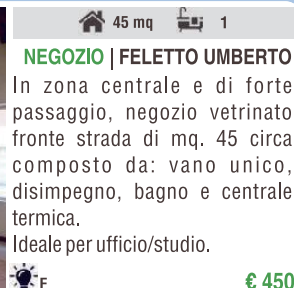 45 mq 1
NEGOZIO | FELETTO UMBERTO
In zona centrale e di forte
passaggio, negozio vetrinato
fronte strada di mq. 45 circa
composto da: vano unico,
disimpegno, bagno e centrale
termica.
Ideale per ufficio/studio.
F € 450